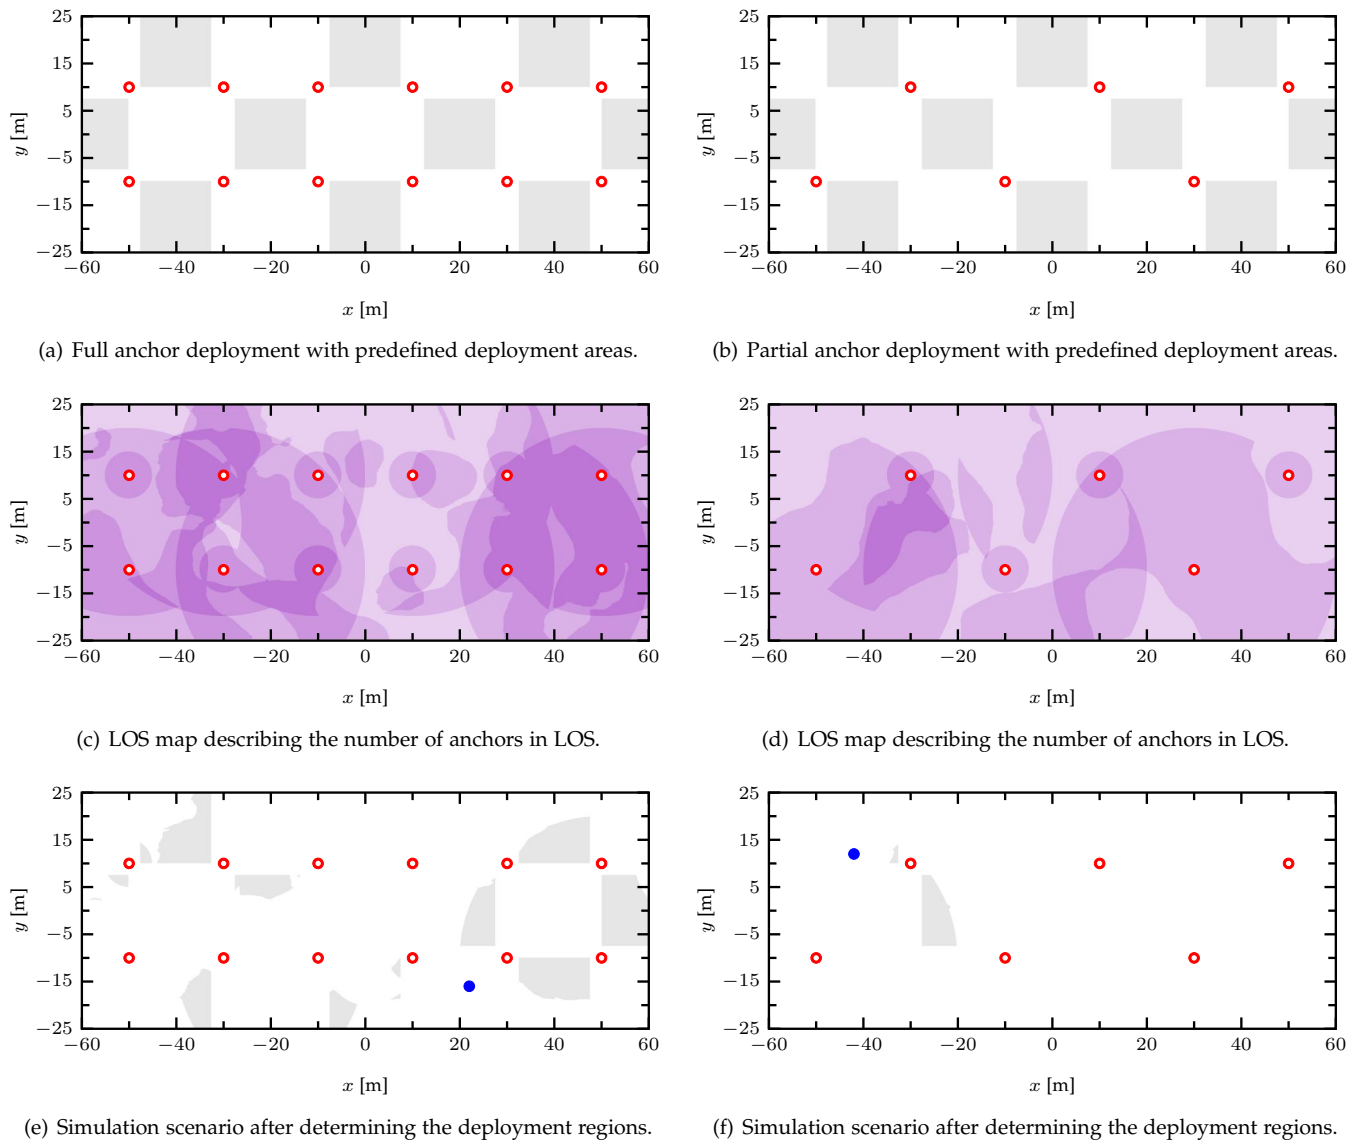 25
15
5
−5
−15
−25
y [m]
−60 −40 −20 0 20 40 60
x [m]
(a) Full anchor deployment with predefined deployment areas.
25
15
5
−5
−15
−25
y [m]
−60 −40 −20 0 20 40 60
x [m]
(b) Partial anchor deployment with predefined deployment areas.
25
15
5
−5
−15
−25
y [m]
−60 −40 −20 0 20 40 60
x [m]
(c) LOS map describing the number of anchors in LOS.
25
15
5
−5
−15
−25
y [m]
−60 −40 −20 0 20 40 60
x [m]
(d) LOS map describing the number of anchors in LOS.
25
15
5
−5
−15
−25
y [m]
−60 −40 −20 0 20 40 60
x [m]
(e) Simulation scenario after determining the deployment regions.
25
15
5
−5
−15
−25
y [m]
−60 −40 −20 0 20 40 60
x [m]
(f) Simulation scenario after determining the deployment regions.